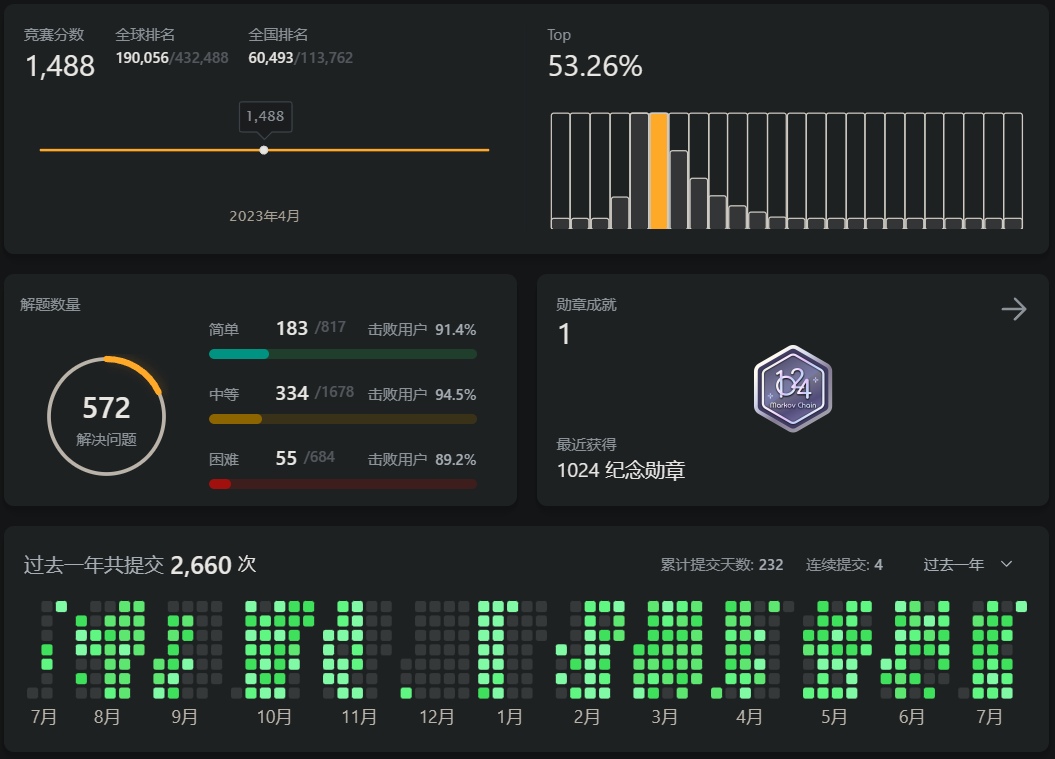 竞赛分数 全球排名 全国排名
1,488 190,056/432,488 60,493/113,762
1,488
2023年4月
Top
53.26%
解题数量
572
解决问题
简单 183 /817 击败用户 91.4%
中等 334 /1678 击败用户 94.5%
困难 55 /684 击败用户 89.2%
勋章成就
1
1024
Markov Chain
最近获得
1024 纪念勋章
过去一年共提交 2,660 次 累计提交天数: 232 连续提交: 4 过去一年
7月 8月 9月 10月 11月 12月 1月 2月 3月 4月 5月 6月 7月